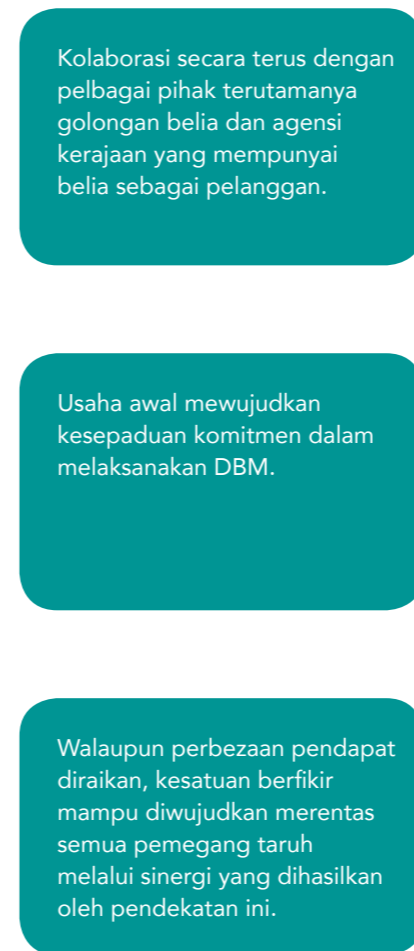 Kolaborasi secara terus dengan
pelbagai pihak terutamanya
golongan belia dan agensi
kerajaan yang mempunyai
belia sebagai pelanggan.
Usaha awal mewujudkan
kesepaduan komitmen dalam
melaksanakan DBM.
Walaupun perbezaan pendapat
diraikan, kesatuan berfikir
mampu diwujudkan merentas
semua pemegang taruh
melalui sinergi yang dihasilkan
oleh pendekatan ini.